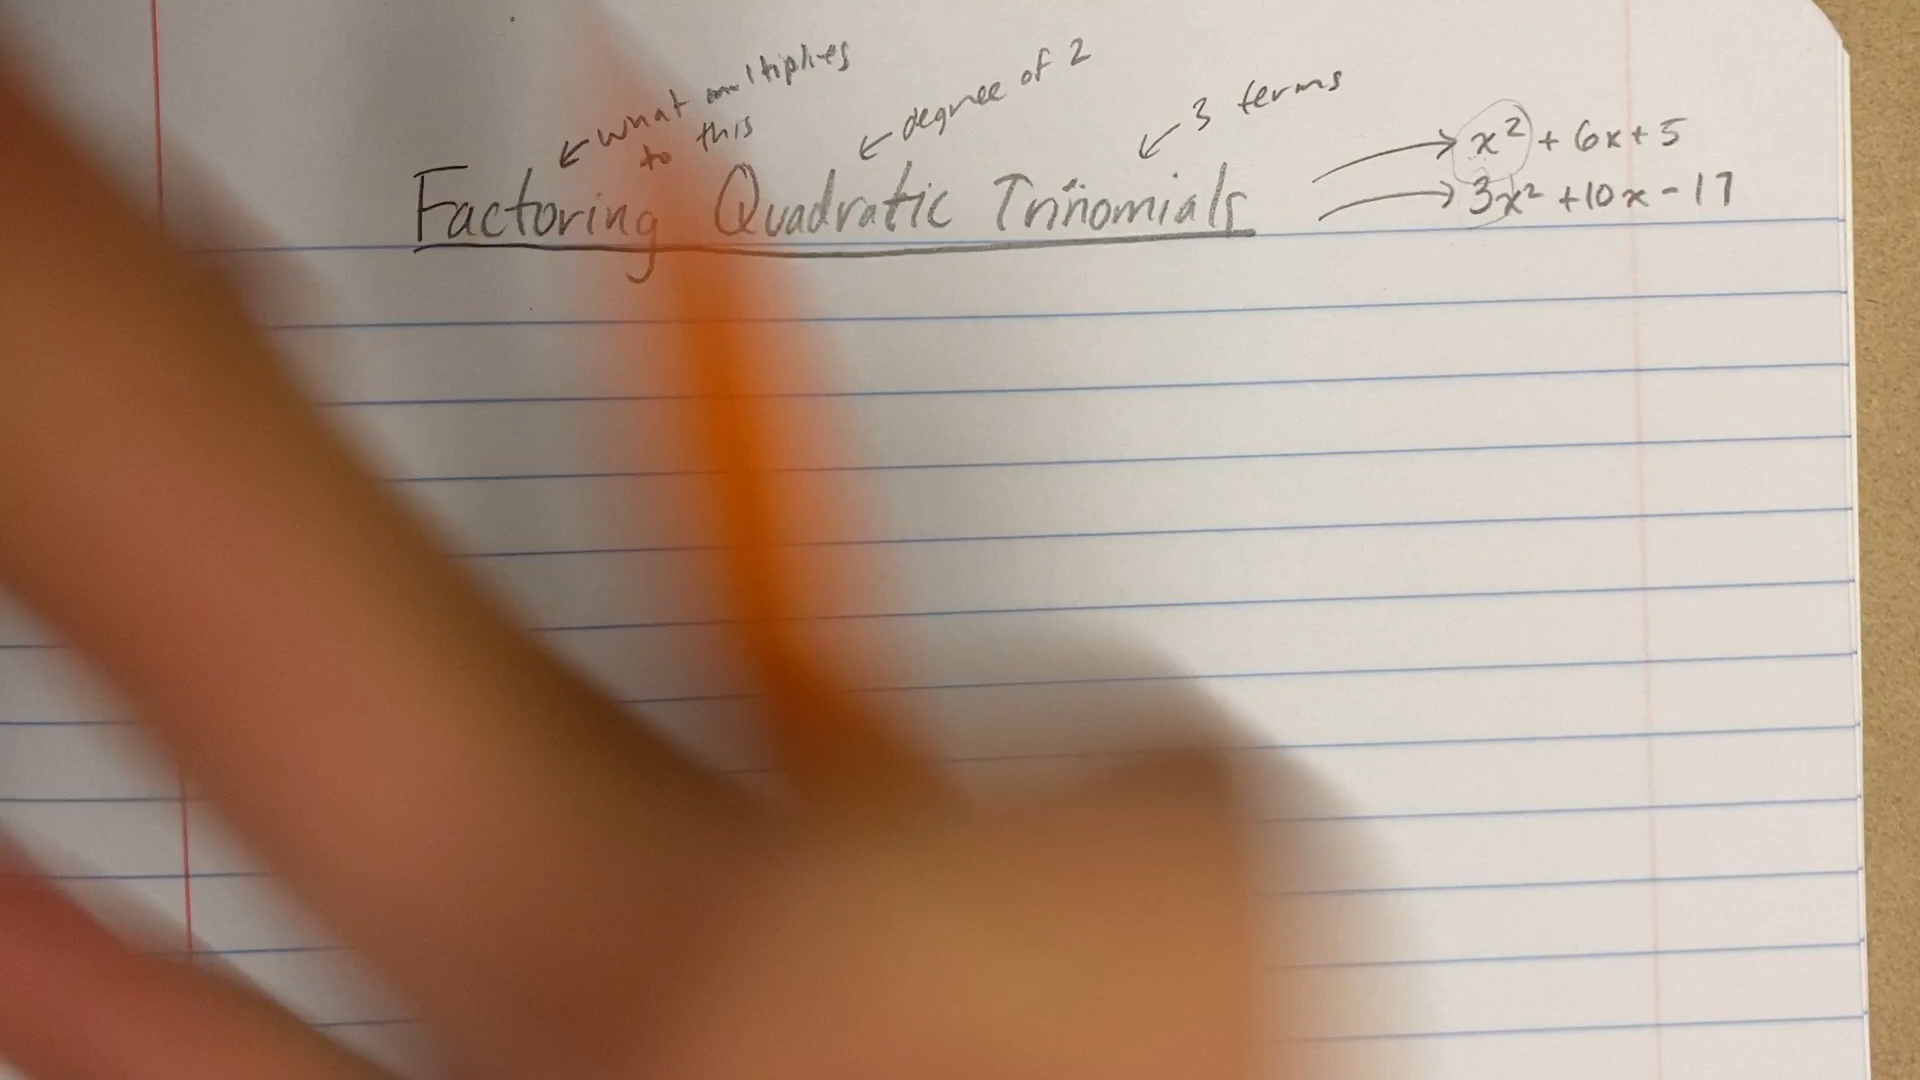 what multiplies
to this
degree of 2
3 terms
Factoring Quadratic Trinomials
x² + 6x + 5
3x² + 10x - 17